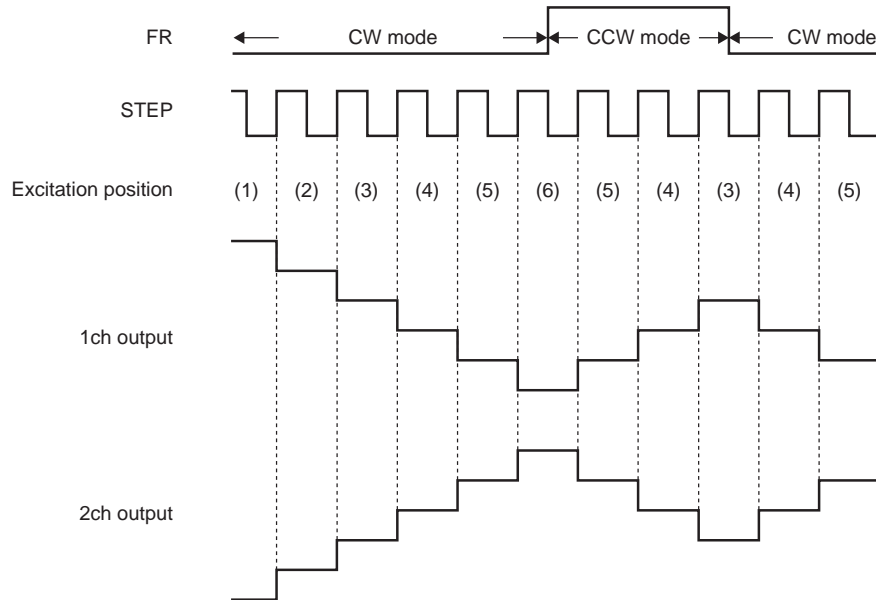 FR CW mode CCW mode CW mode
STEP
Excitation position (1) (2) (3) (4) (5) (6) (5) (4) (3) (4) (5)
1ch output
2ch output